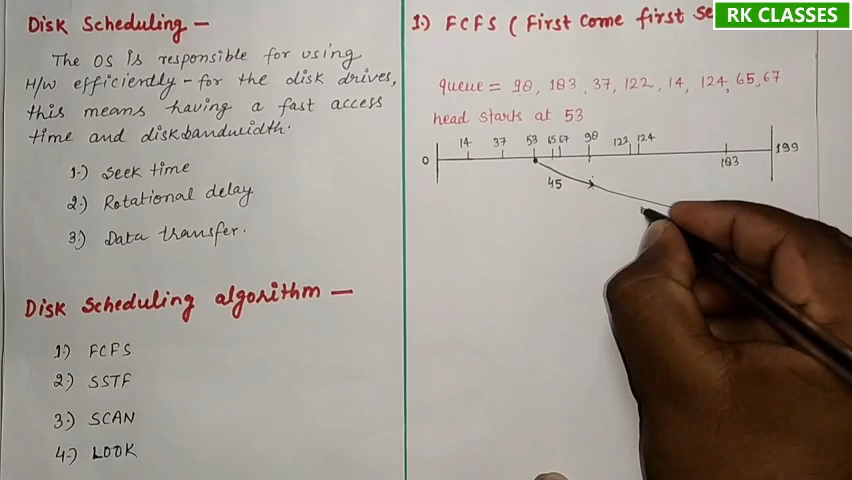 Disk Scheduling -
The OS is responsible for using
H/w efficiently - for the disk drives,
this means having a fast access
time and disk bandwidth.
1.) Seek time
2.) Rotational delay
3.) Data transfer.
Disk Scheduling algorithm -
1.) FCFS
2.) SSTF
3.) SCAN
4.) LOOK
RK CLASSES
1.) FCFS ( First Come first Se
queue = 98, 183, 37, 122, 14, 124, 65, 67
head starts at 53
14 37 53 65 67 98 122 124
0 183 199
45